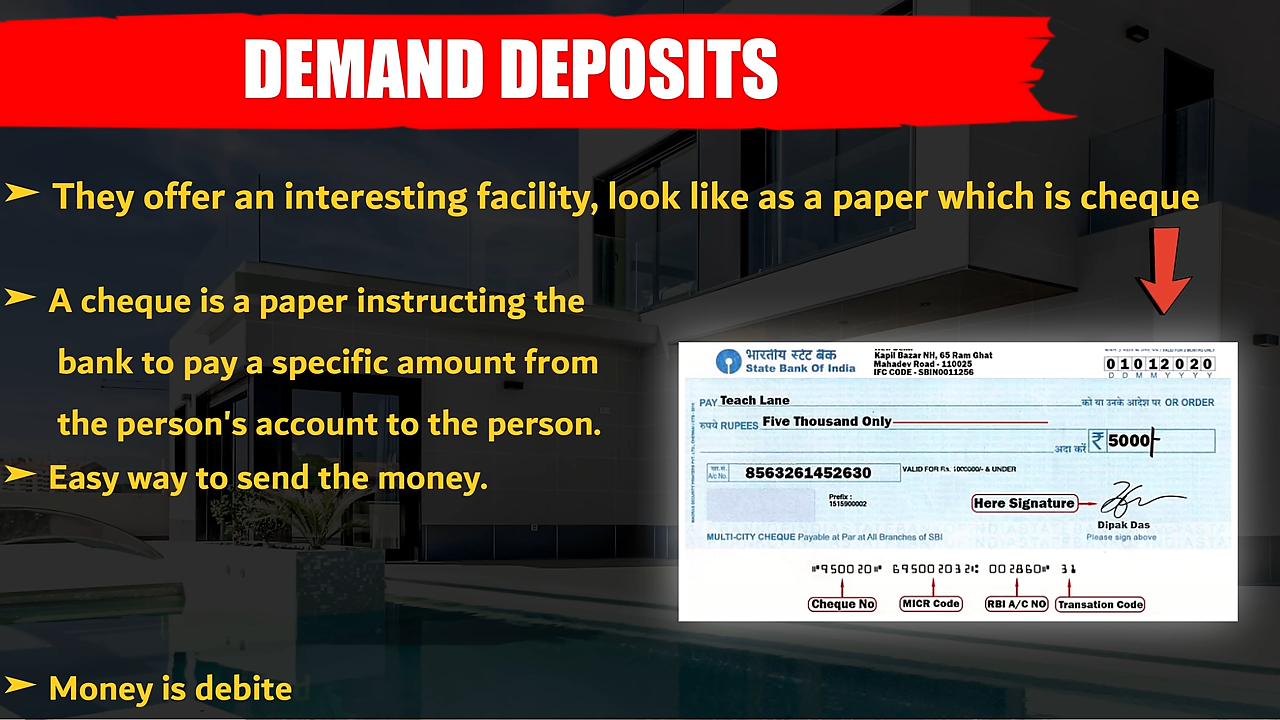 DEMAND DEPOSITS
➤ They offer an interesting facility, look like as a paper which is cheque
➤ A cheque is a paper instructing the
bank to pay a specific amount from
the person's account to the person.
➤ Easy way to send the money.
➤ Money is debite
भारतीय स्टेट बैंक
State Bank Of India
Kapil Bazar NH, 65 Ram Ghat
Mahadev Road - 110025
IFC CODE - SBIN0011256
01012020
D D M M Y Y Y Y
PAY Teach Lane
को या उनके आदेश पर OR ORDER
रुपये RUPEES Five Thousand Only
अदा करें ₹ 5000/-
A/c No. 8563261452630
VALID FOR Rs. 1000000/- & UNDER
Prefix :
1515900002
Here Signature
Dipak Das
Please sign above
MULTI-CITY CHEQUE Payable at Par at All Branches of SBI
⑈950020⑈ 695002032⑆ 002860⑈ 31
Cheque No
MICR Code
RBI A/C NO
Transation Code